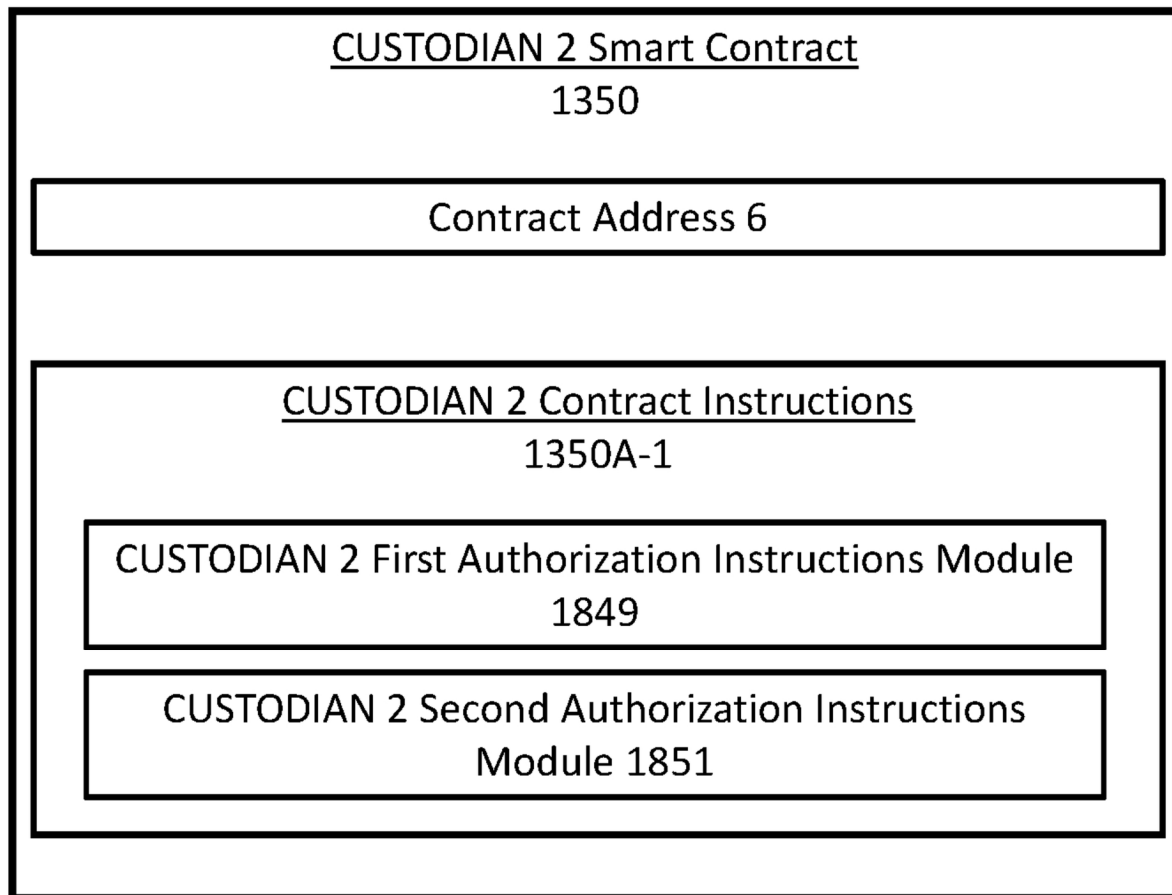 CUSTODIAN 2 Smart Contract
1350
Contract Address 6
CUSTODIAN 2 Contract Instructions
1350A-1
CUSTODIAN 2 First Authorization Instructions Module
1849
CUSTODIAN 2 Second Authorization Instructions
Module 1851